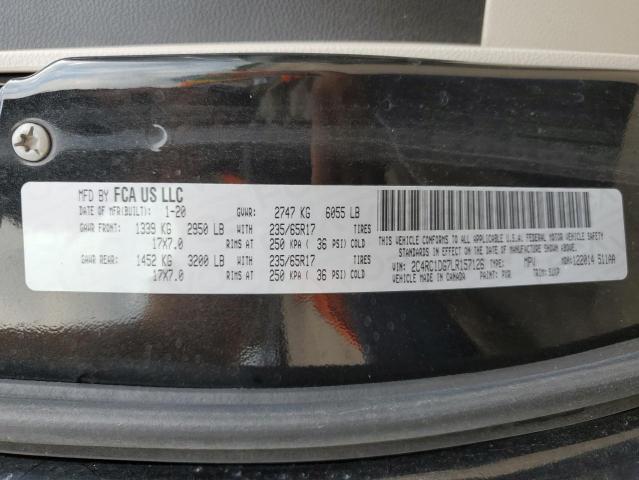 MFD BY FCA US LLC
DATE OF MFR(BUILT): 1-20 GVWR: 2747 KG 6055 LB
GAWR FRONT: 1339 KG 2950 LB WITH 235/65R17 TIRES
17X7.0 RIMS AT 250 KPA ( 36 PSI) COLD
GAWR REAR: 1452 KG 3200 LB WITH 235/65R17 TIRES
17X7.0 RIMS AT 250 KPA ( 36 PSI) COLD
THIS VEHICLE CONFORMS TO ALL APPLICABLE U.S.A. FEDERAL MOTOR VEHICLE SAFETY
STANDARDS IN EFFECT ON THE DATE OF MANUFACTURE SHOWN ABOVE.
VIN: 2C4RC1DG7LR157126 TYPE: MPV MDH: 122014 511AA
VEHICLE MADE IN CANADA PAINT: PXR TRIM: